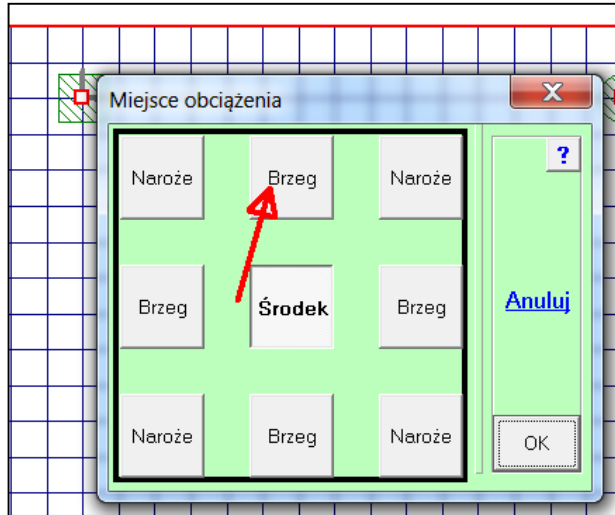 Miejsce obciążenia
Naroże Brzeg Naroże ?
Brzeg Środek Brzeg Anuluj
Naroże Brzeg Naroże OK